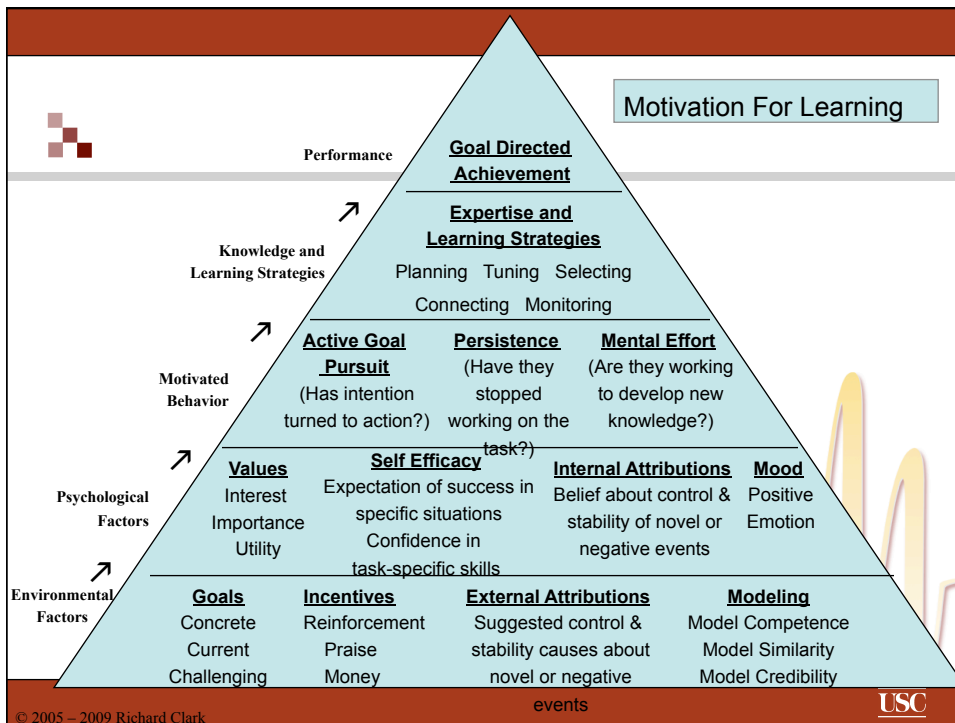 Motivation For Learning
Performance
Goal Directed
Achievement
Knowledge and
Learning Strategies
Expertise and
Learning Strategies
Planning Tuning Selecting
Connecting Monitoring
Motivated
Behavior
Active Goal
Pursuit
(Has intention
turned to action?)
Persistence
(Have they
stopped
working on the
task?)
Mental Effort
(Are they working
to develop new
knowledge?)
Psychological
Factors
Values
Interest
Importance
Utility
Self Efficacy
Expectation of success in
specific situations
Confidence in
task-specific skills
Internal Attributions
Belief about control &
stability of novel or
negative events
Mood
Positive
Emotion
Environmental
Factors
Goals
Concrete
Current
Challenging
Incentives
Reinforcement
Praise
Money
External Attributions
Suggested control &
stability causes about
novel or negative
events
Modeling
Model Competence
Model Similarity
Model Credibility
© 2005 – 2009 Richard Clark
USC